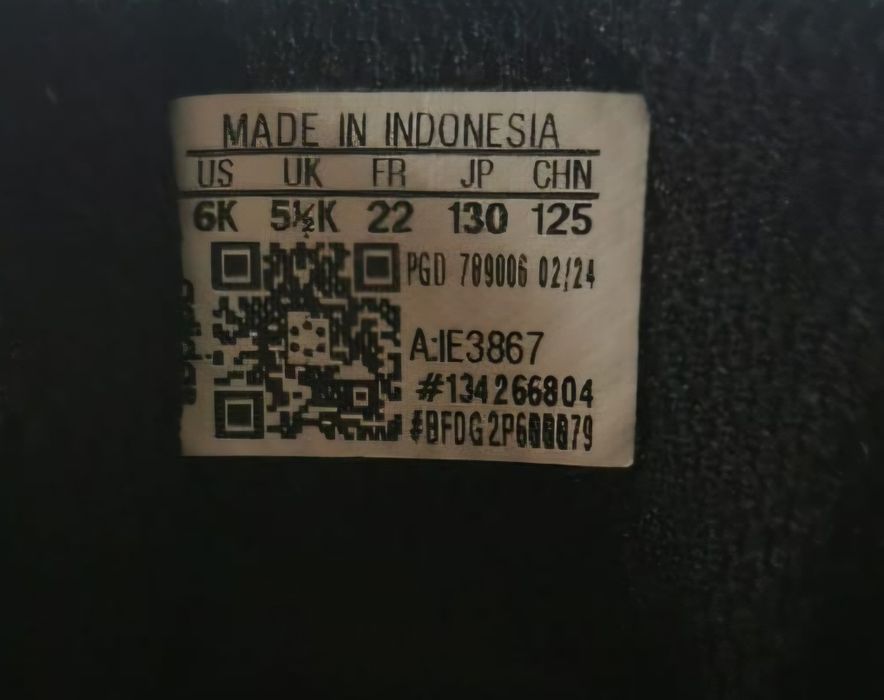 MADE IN INDONESIA
US UK FR JP CHN
6K 5½K 22 130 125
PGD 789006 02/24
A:IE3867
#134266804